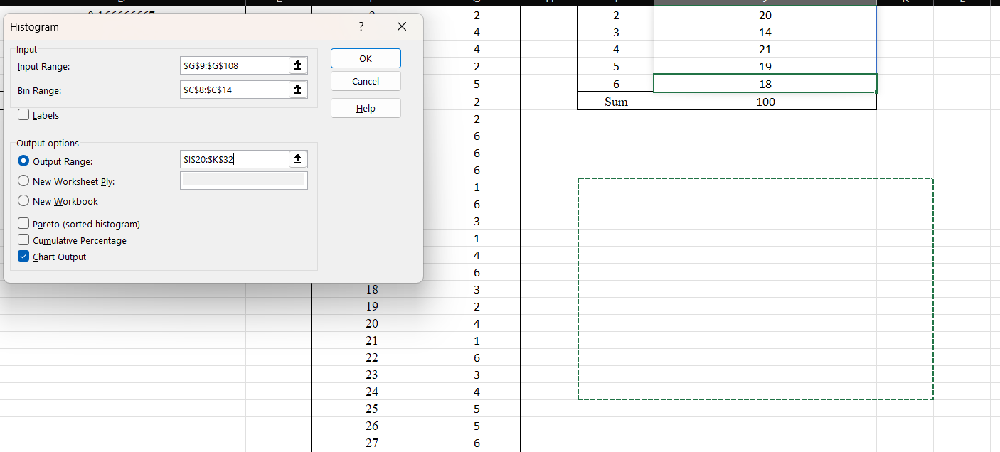 Histogram ?
Input
Input Range: $G$9:$G$108 OK
Bin Range: $C$8:$C$14 Cancel
Help
Labels
Output options
Output Range: $I$20:$K$32
New Worksheet Ply:
New Workbook
Pareto (sorted histogram)
Cumulative Percentage
Chart Output
2 2 20
4 3 14
4 4 21
2 5 19
5 6 18
2 Sum 100
2
6
6
6
1
6
3
1
4
6
18 3
19 2
20 4
21 1
22 6
23 3
24 4
25 5
26 5
27 6